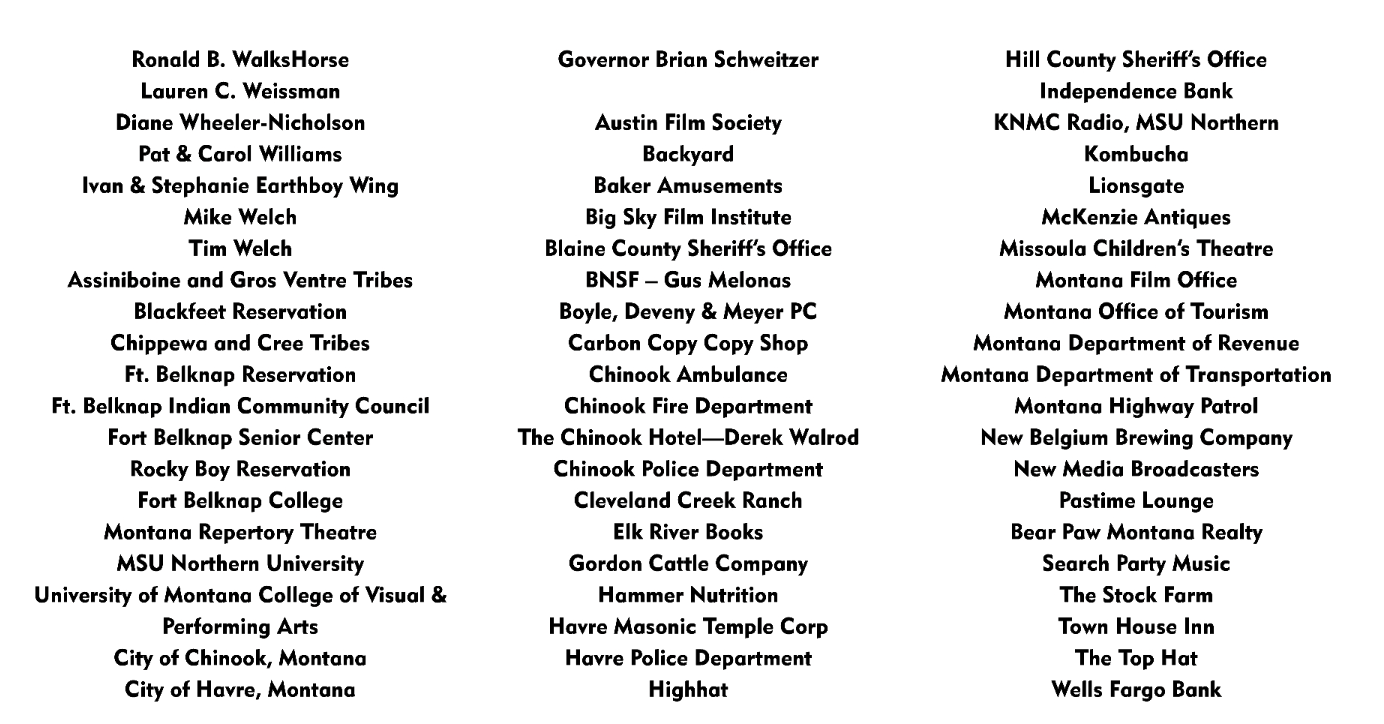 Ronald B. WalksHorse
Lauren C. Weissman
Diane Wheeler-Nicholson
Pat & Carol Williams
Ivan & Stephanie Earthboy Wing
Mike Welch
Tim Welch
Assiniboine and Gros Ventre Tribes
Blackfeet Reservation
Chippewa and Cree Tribes
Ft. Belknap Reservation
Ft. Belknap Indian Community Council
Fort Belknap Senior Center
Rocky Boy Reservation
Fort Belknap College
Montana Repertory Theatre
MSU Northern University
University of Montana College of Visual &
Performing Arts
City of Chinook, Montana
City of Havre, Montana
Governor Brian Schweitzer
Austin Film Society
Backyard
Baker Amusements
Big Sky Film Institute
Blaine County Sheriff's Office
BNSF – Gus Melonas
Boyle, Deveny & Meyer PC
Carbon Copy Copy Shop
Chinook Ambulance
Chinook Fire Department
The Chinook Hotel—Derek Walrod
Chinook Police Department
Cleveland Creek Ranch
Elk River Books
Gordon Cattle Company
Hammer Nutrition
Havre Masonic Temple Corp
Havre Police Department
Highhat
Hill County Sheriff's Office
Independence Bank
KNMC Radio, MSU Northern
Kombucha
Lionsgate
McKenzie Antiques
Missoula Children's Theatre
Montana Film Office
Montana Office of Tourism
Montana Department of Revenue
Montana Department of Transportation
Montana Highway Patrol
New Belgium Brewing Company
New Media Broadcasters
Pastime Lounge
Bear Paw Montana Realty
Search Party Music
The Stock Farm
Town House Inn
The Top Hat
Wells Fargo Bank